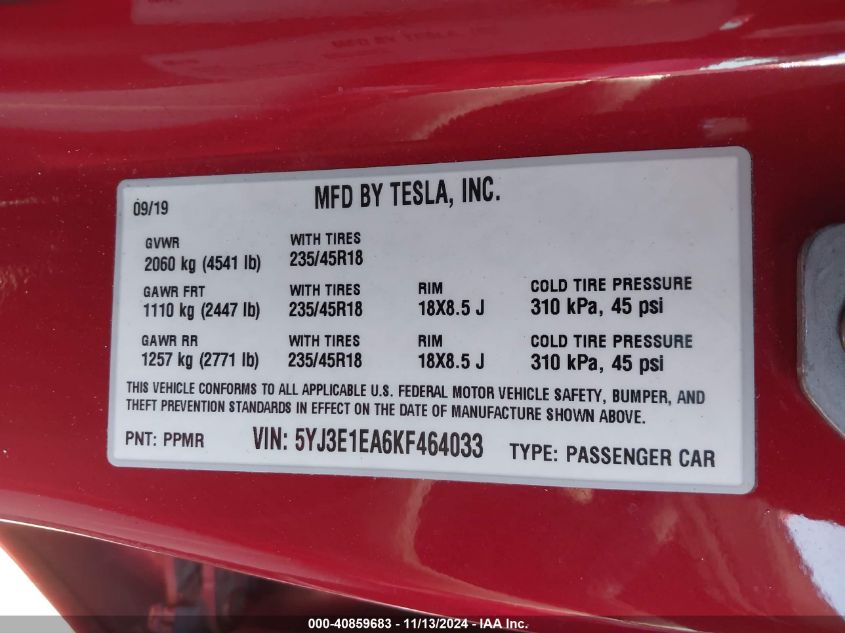 MFD BY TESLA, INC.
09/19
GVWR WITH TIRES
2060 kg (4541 lb) 235/45R18
GAWR FRT WITH TIRES RIM COLD TIRE PRESSURE
1110 kg (2447 lb) 235/45R18 18X8.5 J 310 kPa, 45 psi
GAWR RR WITH TIRES RIM COLD TIRE PRESSURE
1257 kg (2771 lb) 235/45R18 18X8.5 J 310 kPa, 45 psi
THIS VEHICLE CONFORMS TO ALL APPLICABLE U.S. FEDERAL MOTOR VEHICLE SAFETY, BUMPER, AND
THEFT PREVENTION STANDARDS IN EFFECT ON THE DATE OF MANUFACTURE SHOWN ABOVE.
PNT: PPMR VIN: 5YJ3E1EA6KF464033 TYPE: PASSENGER CAR
000-40859683 - 11/13/2024 - IAA Inc.